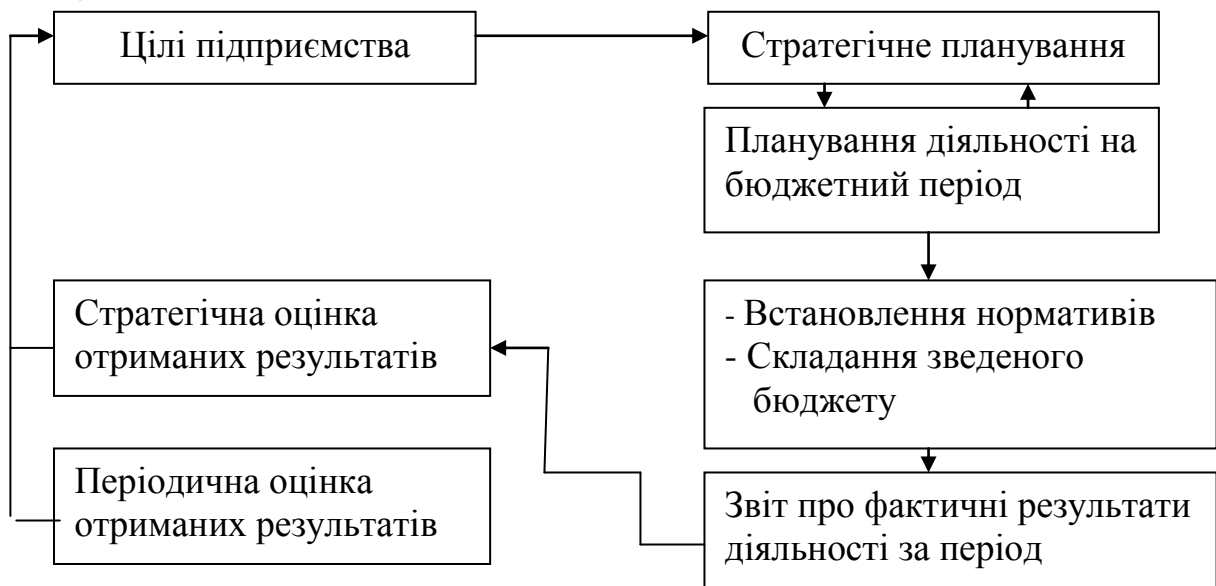 Цілі підприємства
Стратегічне планування
Планування діяльності на
бюджетний період
Стратегічна оцінка
отриманих результатів
- Встановлення нормативів
- Складання зведеного
бюджету
Періодична оцінка
отриманих результатів
Звіт про фактичні результати
діяльності за період